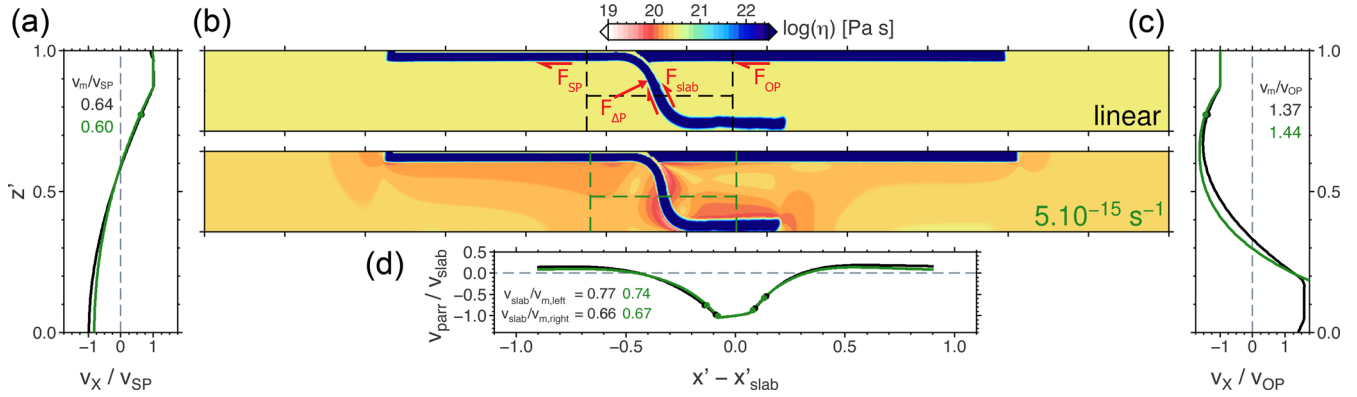 (a)
1.0
0.5
0.0
z'
v_m/v_SP
0.64
0.60
−1 0 1
v_X / v_SP
(b)
19 20 21 22
log(η) [Pa s]
F_SP
F_slab
F_OP
F_ΔP
linear
5.10⁻¹⁵ s⁻¹
(d)
0.5
0.0
−0.5
−1.0
v_parr / v_slab
v_slab/v_m,left = 0.77 0.74
v_slab/v_m,right = 0.66 0.67
−1.0 −0.5 0.0 0.5 1.0
x' − x'_slab
(c)
1.0
0.5
0.0
v_m/v_OP
1.37
1.44
−1 0 1
v_X / v_OP